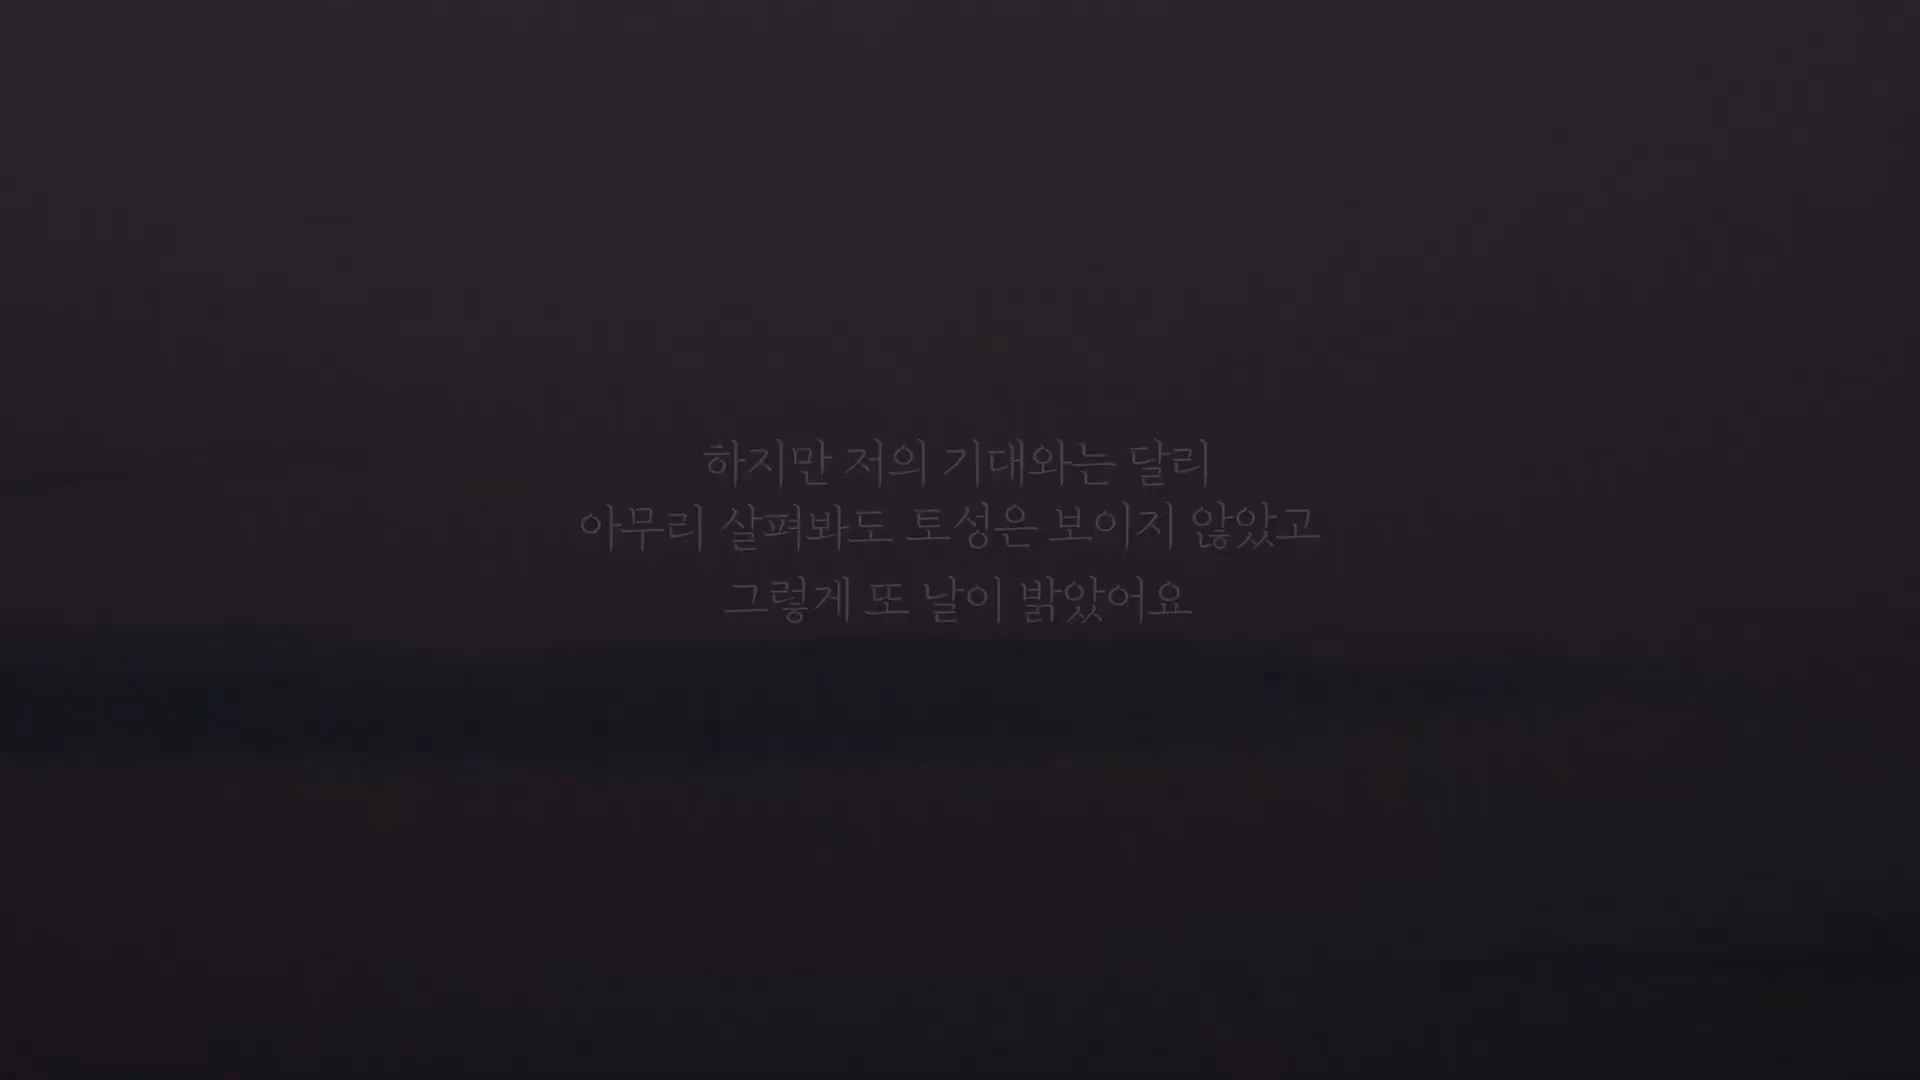 하지만 저의 기대와는 달리
아무리 살펴봐도 토성은 보이지 않았고
그렇게 또 날이 밝았어요